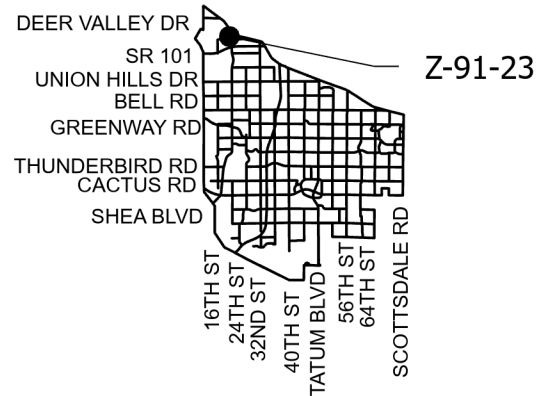 DEER VALLEY DR
SR 101
Z-91-23
UNION HILLS DR
BELL RD
GREENWAY RD
THUNDERBIRD RD
CACTUS RD
SHEA BLVD
16TH ST
24TH ST
32ND ST
40TH ST
TATUM BLVD
56TH ST
64TH ST
SCOTTSDALE RD